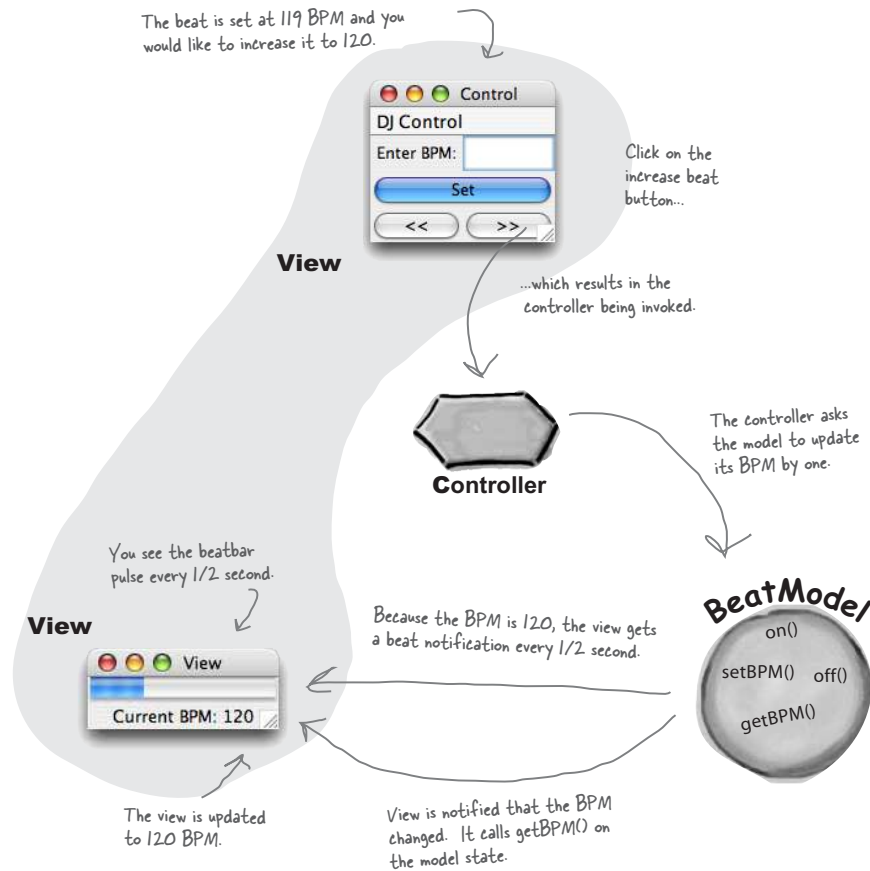 The beat is set at 119 BPM and you
would like to increase it to 120.
Control
DJ Control
Enter BPM:
Set
<<
>>
Click on the
increase beat
button...
View
...which results in the
controller being invoked.
Controller
The controller asks
the model to update
its BPM by one.
You see the beatbar
pulse every 1/2 second.
View
View
Current BPM: 120
Because the BPM is 120, the view gets
a beat notification every 1/2 second.
BeatModel
on()
setBPM()
off()
getBPM()
The view is updated
to 120 BPM.
View is notified that the BPM
changed. It calls getBPM() on
the model state.